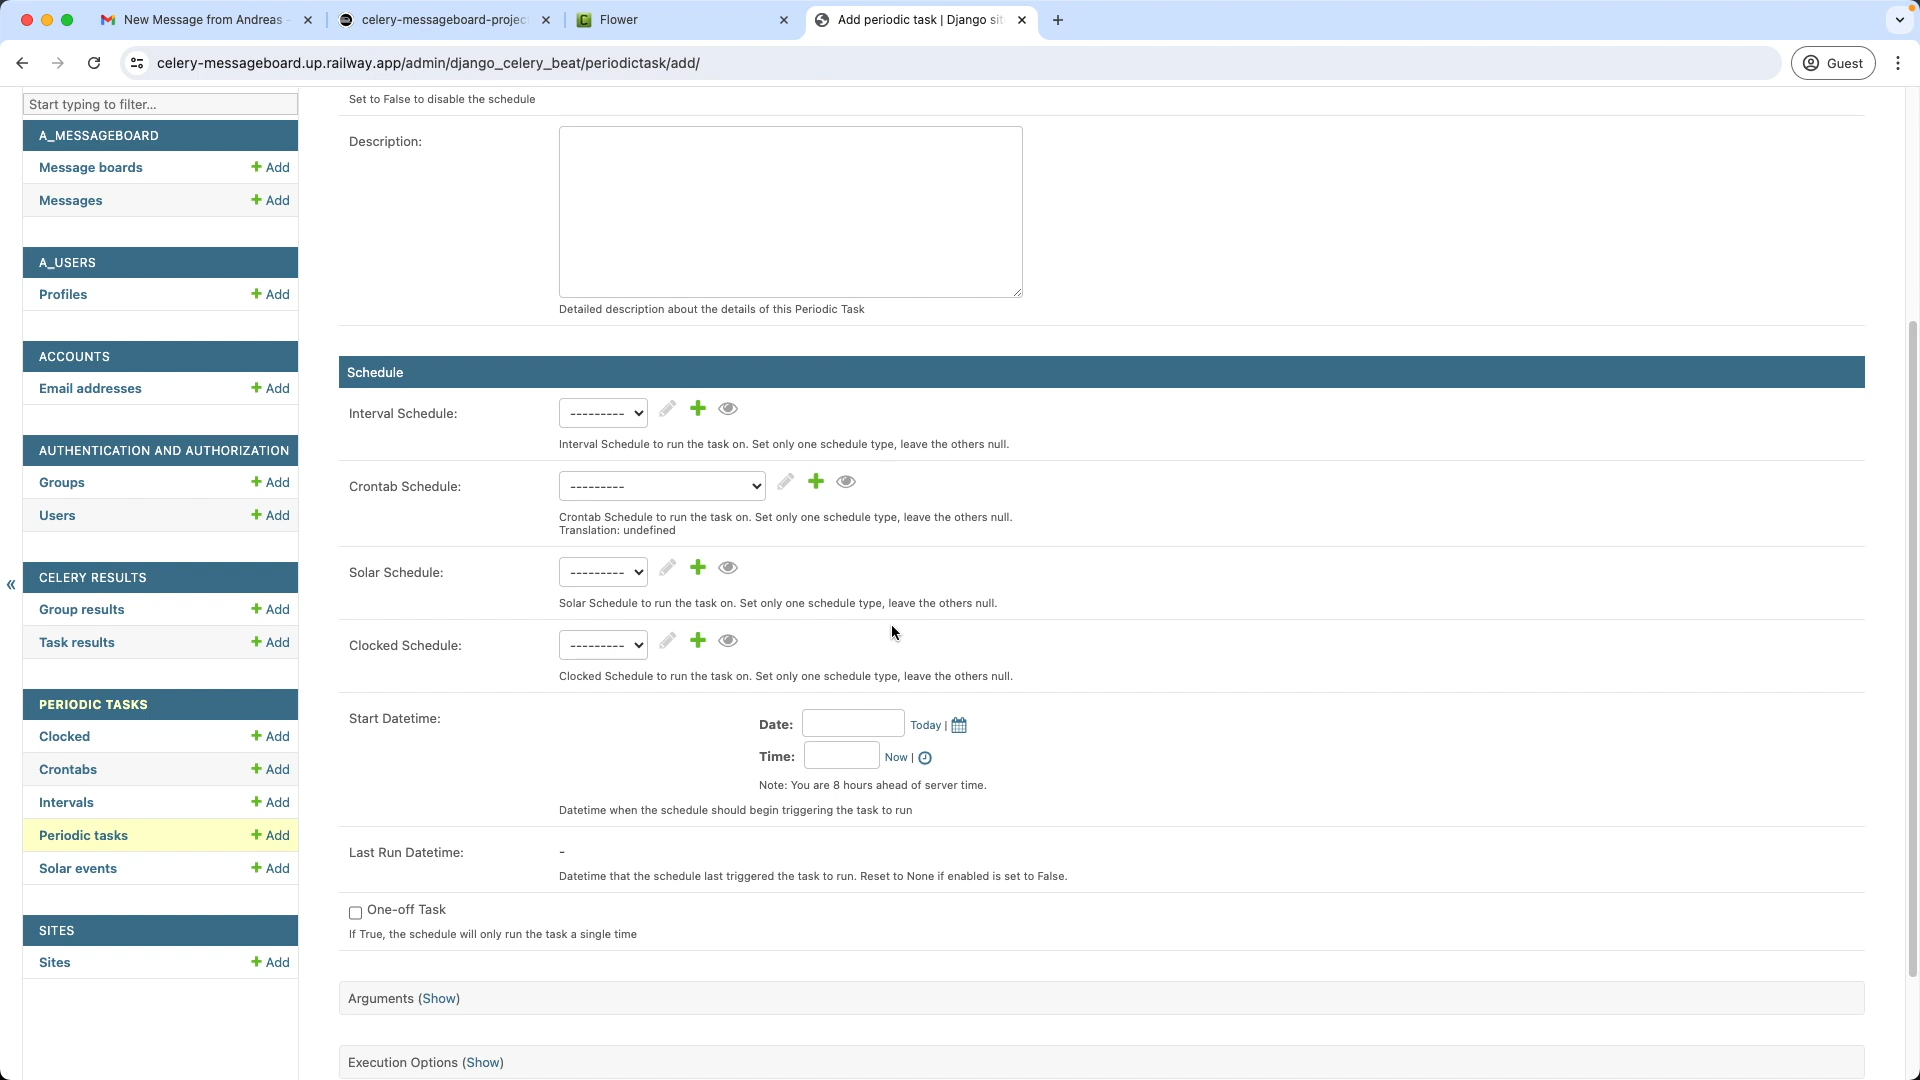 New Message from Andreas
celery-messageboard-projec
Flower
Add periodic task | Django sit
celery-messageboard.up.railway.app/admin/django_celery_beat/periodictask/add/
Guest
Start typing to filter...
A_MESSAGEBOARD
Message boards
Add
Messages
Add
A_USERS
Profiles
Add
ACCOUNTS
Email addresses
Add
AUTHENTICATION AND AUTHORIZATION
Groups
Add
Users
Add
CELERY RESULTS
Group results
Add
Task results
Add
PERIODIC TASKS
Clocked
Add
Crontabs
Add
Intervals
Add
Periodic tasks
Add
Solar events
Add
SITES
Sites
Add
«
Set to False to disable the schedule
Description:
Detailed description about the details of this Periodic Task
Schedule
Interval Schedule:
---------
Interval Schedule to run the task on. Set only one schedule type, leave the others null.
Crontab Schedule:
---------
Crontab Schedule to run the task on. Set only one schedule type, leave the others null.
Translation: undefined
Solar Schedule:
---------
Solar Schedule to run the task on. Set only one schedule type, leave the others null.
Clocked Schedule:
---------
Clocked Schedule to run the task on. Set only one schedule type, leave the others null.
Start Datetime:
Date:
Today |
Time:
Now |
Note: You are 8 hours ahead of server time.
Datetime when the schedule should begin triggering the task to run
Last Run Datetime:
-
Datetime that the schedule last triggered the task to run. Reset to None if enabled is set to False.
One-off Task
If True, the schedule will only run the task a single time
Arguments (Show)
Execution Options (Show)